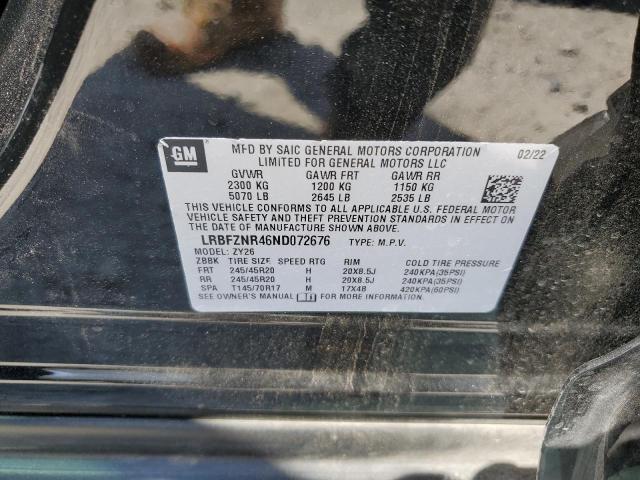 GM
MFD BY SAIC GENERAL MOTORS CORPORATION
LIMITED FOR GENERAL MOTORS LLC
02/22
GVWR GAWR FRT GAWR RR
2300 KG 1200 KG 1150 KG
5070 LB 2645 LB 2535 LB
THIS VEHICLE CONFORMS TO ALL APPLICABLE U.S. FEDERAL MOTOR
VEHICLE SAFETY AND THEFT PREVENTION STANDARDS IN EFFECT ON
THE DATE OF MANUFACTURE SHOWN ABOVE.
LRBFZNR46ND072676 TYPE: M.P.V.
MODEL: ZY26
ZBBK TIRE SIZE SPEED RTG RIM COLD TIRE PRESSURE
FRT 245/45R20 H 20X8.5J 240KPA(35PSI)
RR 245/45R20 H 20X8.5J 240KPA(35PSI)
SPA T145/70R17 M 17X4B 420KPA(60PSI)
SEE OWNER'S MANUAL i FOR MORE INFORMATION.